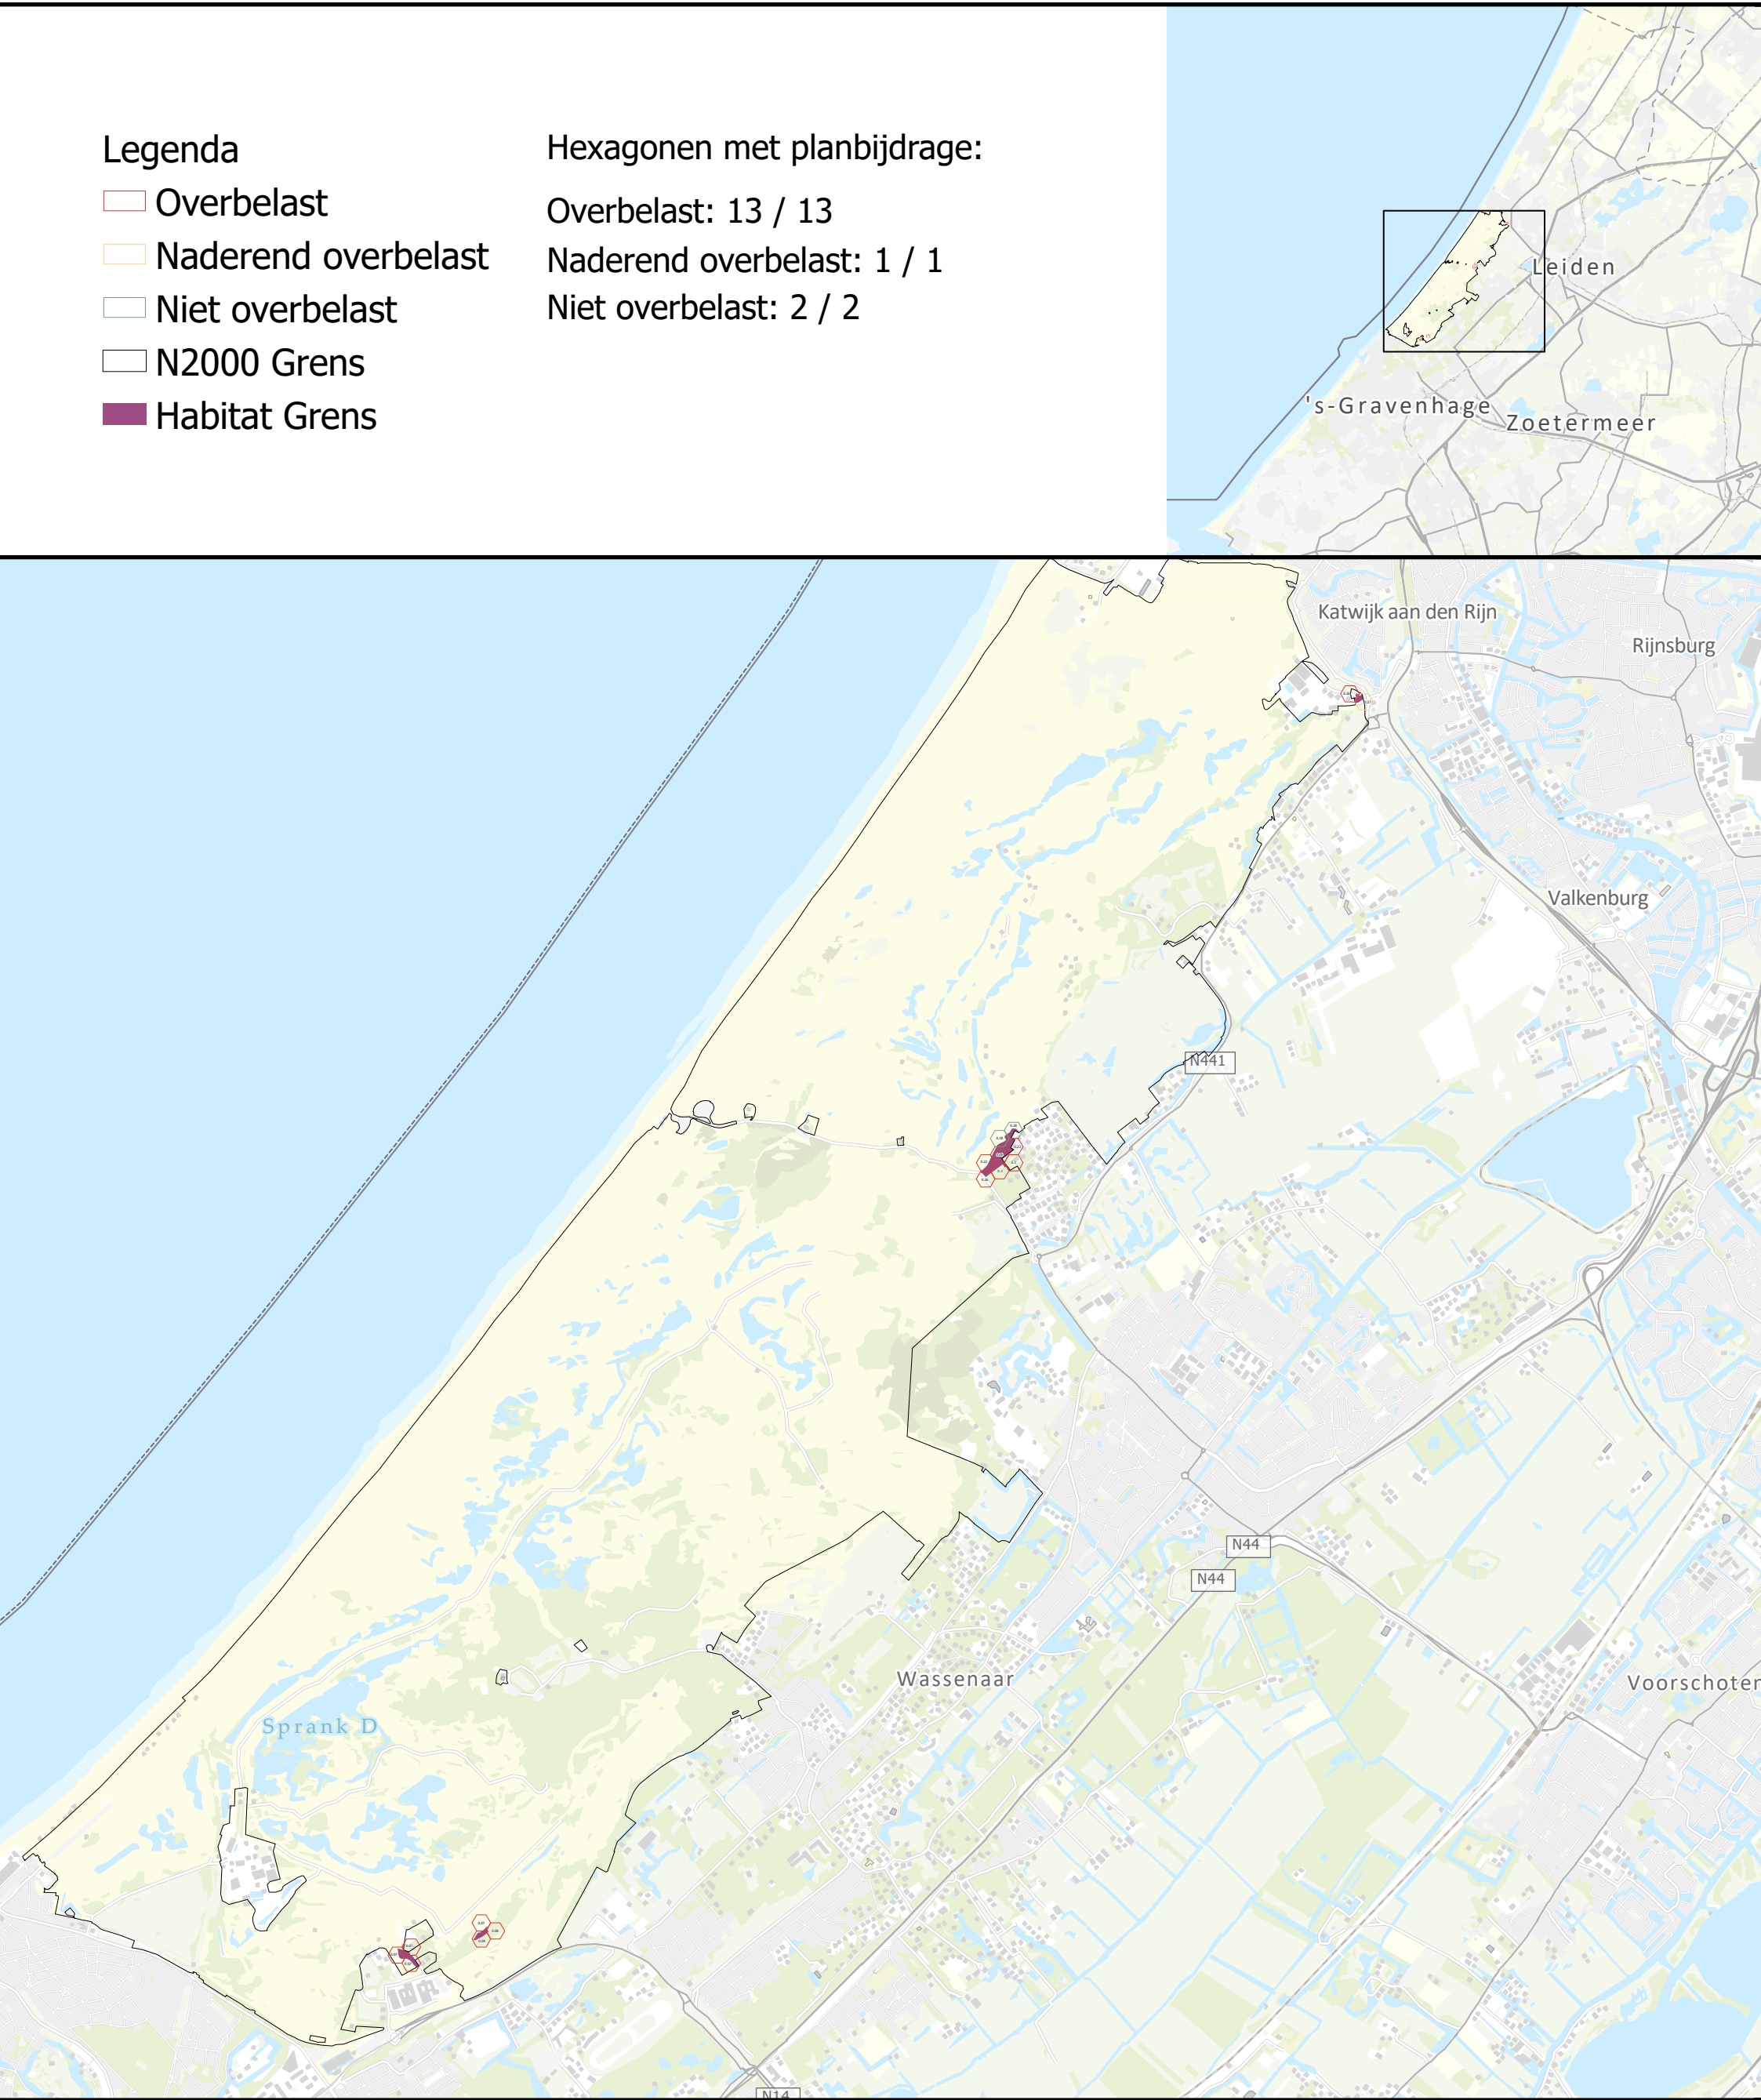 Legenda
Overbelast
Naderend overbelast
Niet overbelast
N2000 Grens
Habitat Grens
Hexagonen met planbijdrage:
Overbelast: 13 / 13
Naderend overbelast: 1 / 1
Niet overbelast: 2 / 2
Leiden
's-Gravenhage
Zoetermeer
Katwijk aan den Rijn
Rijnsburg
Valkenburg
N441
N44
N44
Wassenaar
Voorschoten
Sprank D
N14